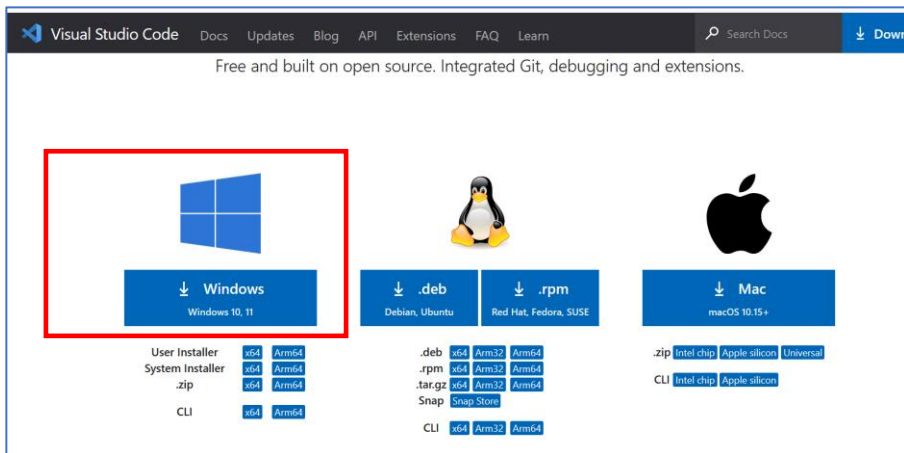 Visual Studio Code Docs Updates Blog API Extensions FAQ Learn Search Docs
Free and built on open source. Integrated Git, debugging and extensions.
Windows
Windows 10, 11
.deb
Debian, Ubuntu
.rpm
Red Hat, Fedora, SUSE
Mac
macOS 10.15+
User Installer x64 Arm64
System Installer x64 Arm64
.zip x64 Arm64
CLI x64 Arm64
.deb x64 Arm32 Arm64
.rpm x64 Arm32 Arm64
.tar.gz x64 Arm32 Arm64
Snap Snap Store
CLI x64 Arm32 Arm64
.zip Intel chip Apple silicon Universal
CLI Intel chip Apple silicon